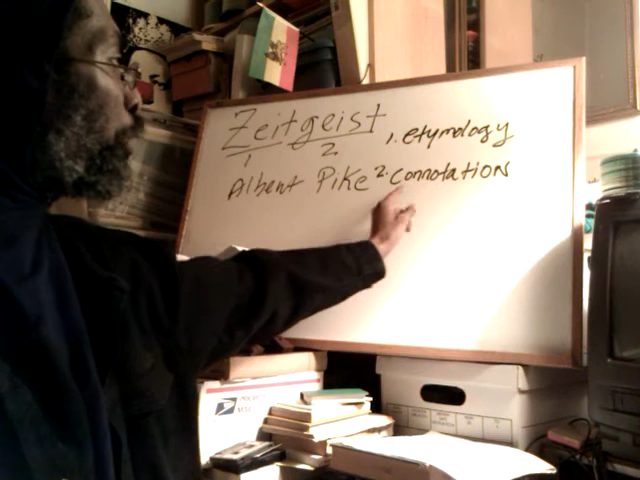 Zeitgeist, 1. etymology
1 2
Albert Pike 2. Connotation